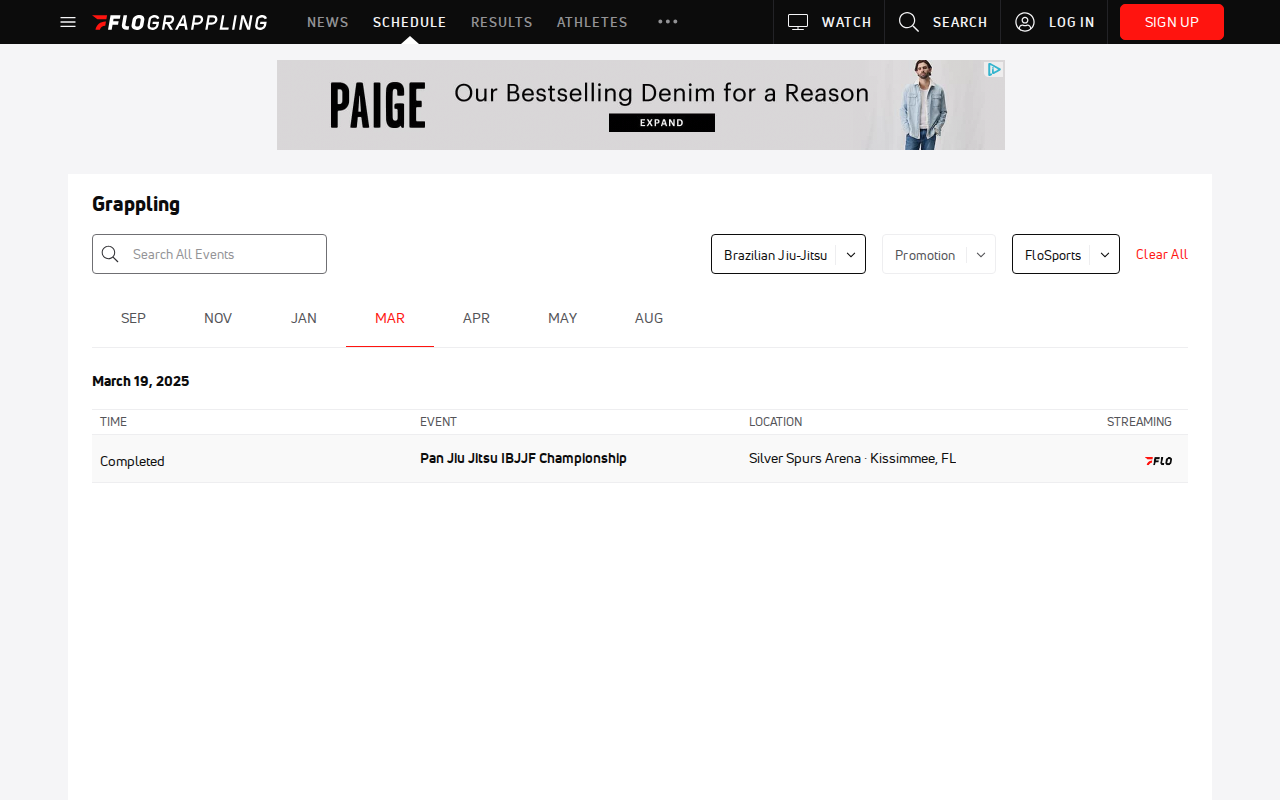 FLOGRAPPLING NEWS SCHEDULE RESULTS ATHLETES ••• WATCH SEARCH LOG IN SIGN UP
PAIGE Our Bestselling Denim for a Reason
EXPAND
Grappling
Search All Events Brazilian Jiu-Jitsu Promotion FloSports Clear All
SEP NOV JAN MAR APR MAY AUG
March 19, 2025
TIME EVENT LOCATION STREAMING
Completed Pan Jiu Jitsu IBJJF Championship Silver Spurs Arena · Kissimmee, FL FLO